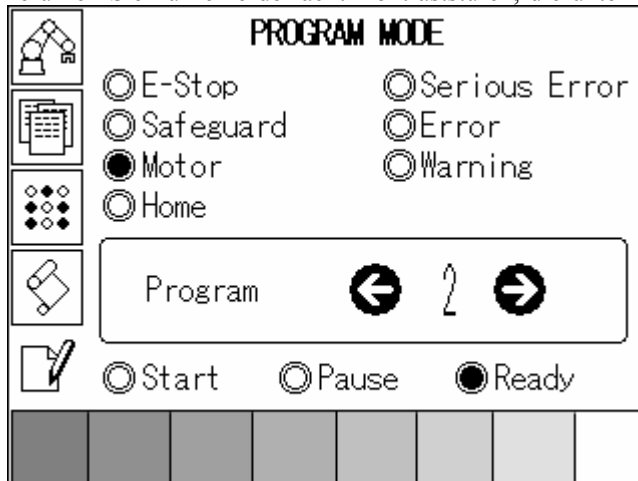 PROGRAM MODE
E-Stop
Serious Error
Safeguard
Error
Motor
Warning
Home
Program 2
Start Pause Ready